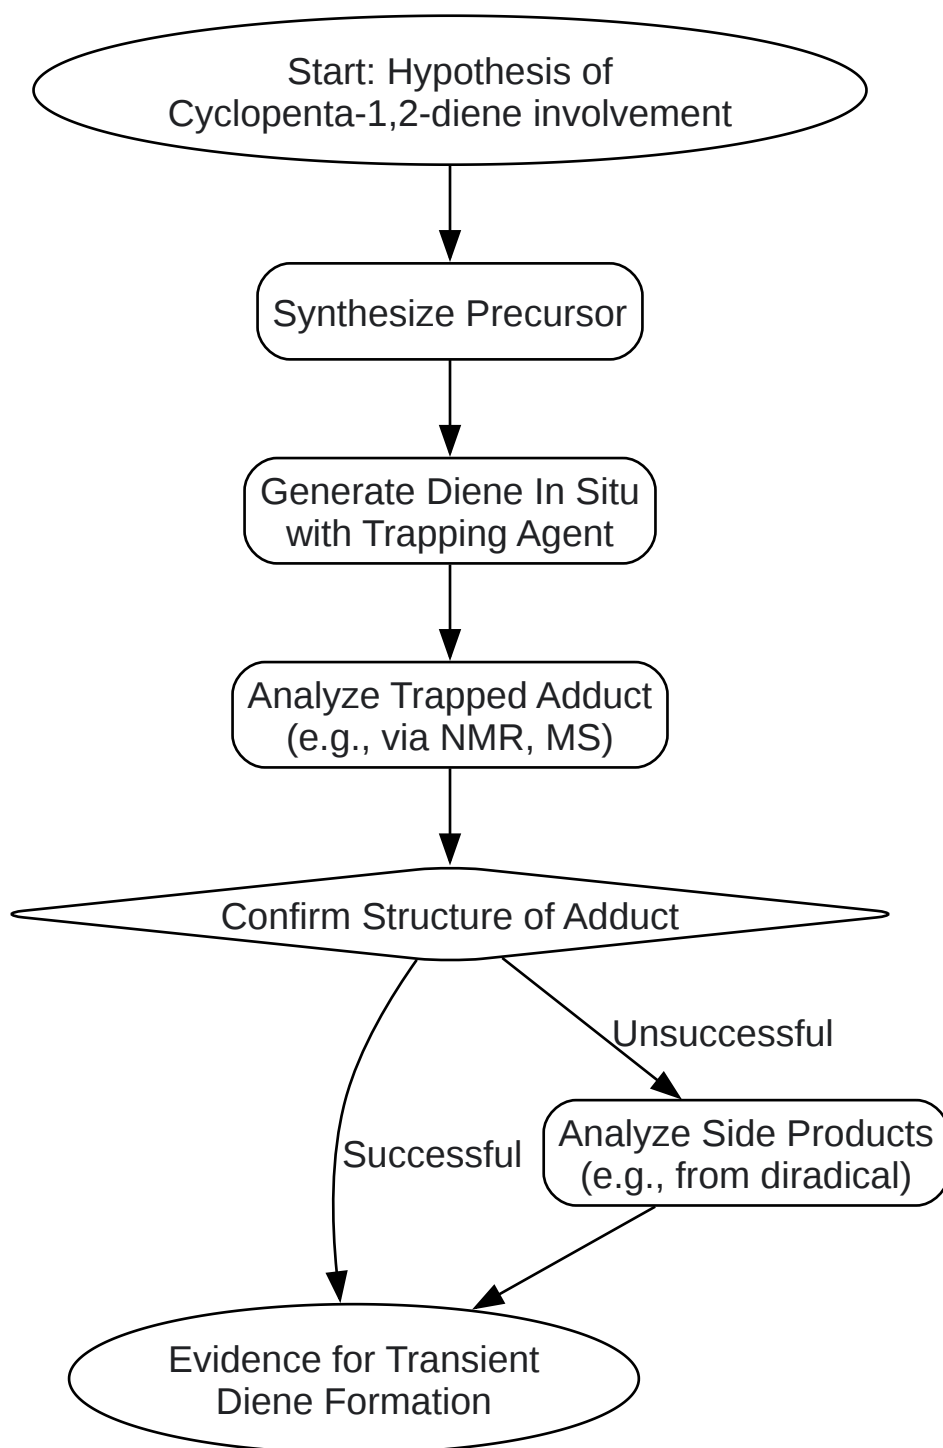 Start: Hypothesis of
Cyclopenta-1,2-diene involvement
Synthesize Precursor
Generate Diene In Situ
with Trapping Agent
Analyze Trapped Adduct
(e.g., via NMR, MS)
Confirm Structure of Adduct
Unsuccessful
Analyze Side Products
(e.g., from diradical)
Successful
Evidence for Transient
Diene Formation